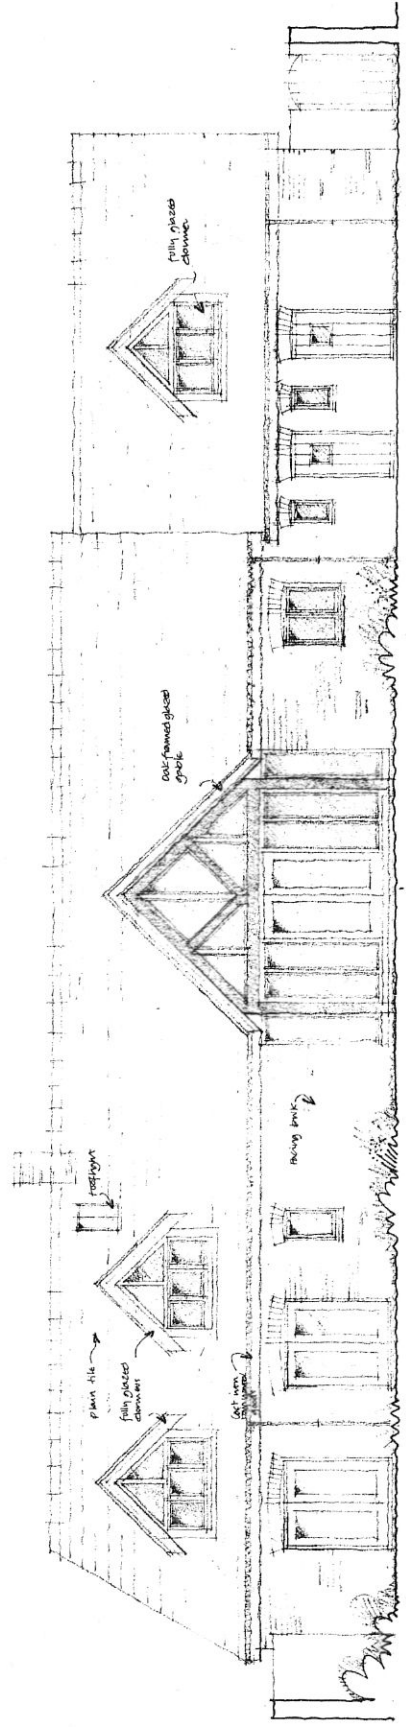 plain tile
fully glazed
dormers
rooflight
Cast iron
Facing brick
Oak framed glazed
gable
fully glazed
dormer